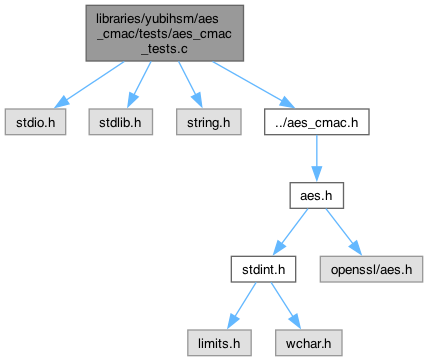 libraries/yubihsm/aes
_cmac/tests/aes_cmac
_tests.c
stdio.h
stdlib.h
string.h
../aes_cmac.h
aes.h
stdint.h
openssl/aes.h
limits.h
wchar.h